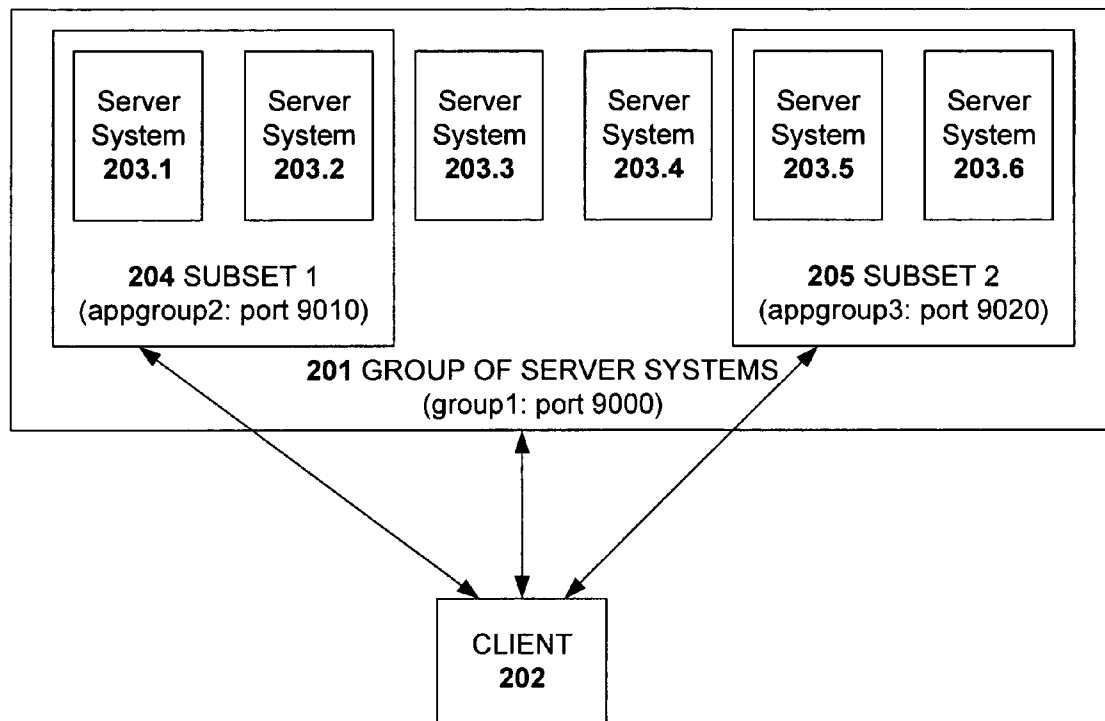 Server
System
203.1
Server
System
203.2
Server
System
203.3
Server
System
203.4
Server
System
203.5
Server
System
203.6
204 SUBSET 1
(appgroup2: port 9010)
205 SUBSET 2
(appgroup3: port 9020)
201 GROUP OF SERVER SYSTEMS
(group1: port 9000)
CLIENT
202